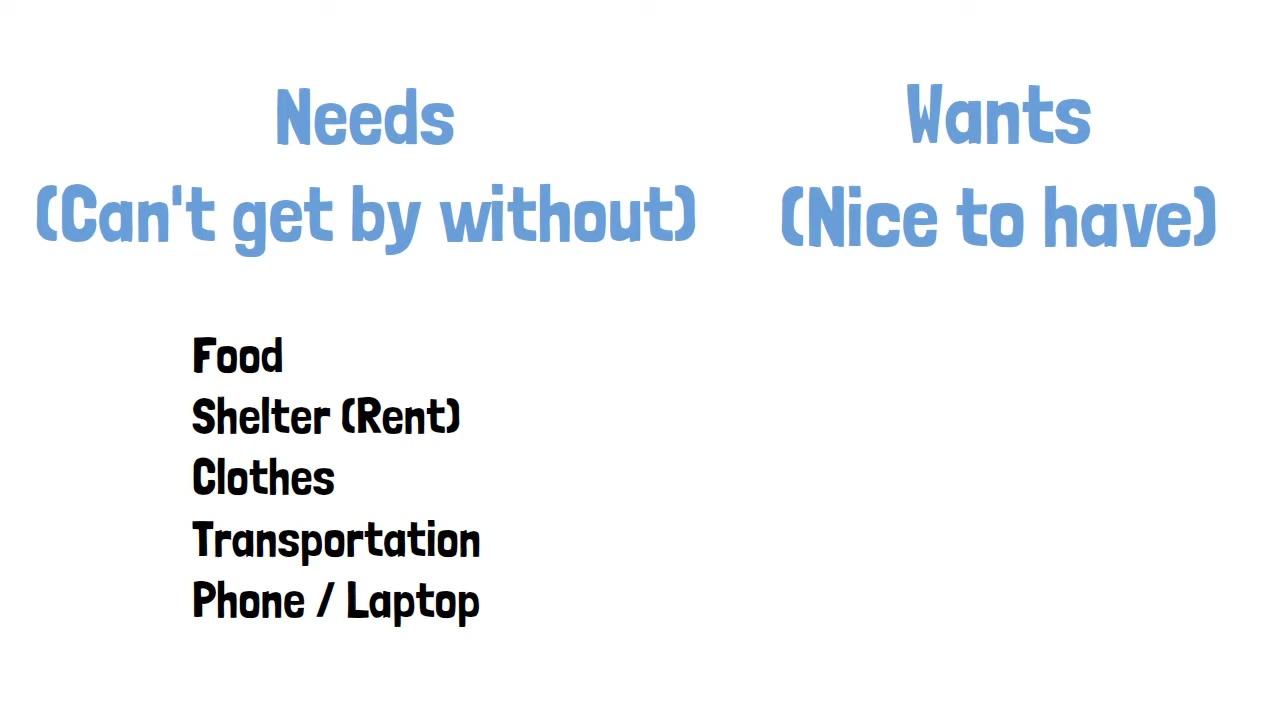 Needs
(Can't get by without)
Wants
(Nice to have)
Food
Shelter (Rent)
Clothes
Transportation
Phone / Laptop